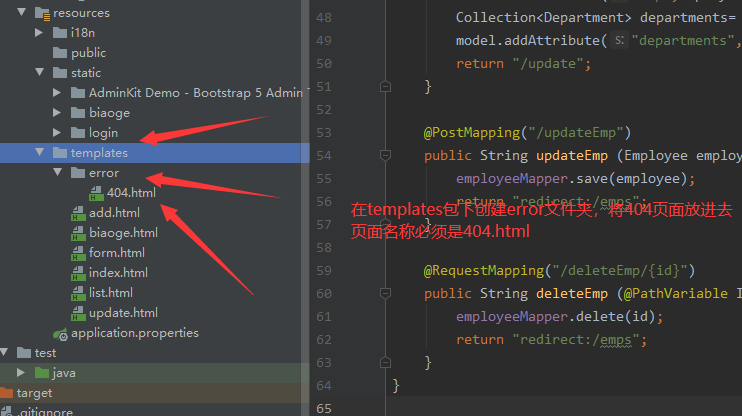 resources
i18n
public
static
AdminKit Demo - Bootstrap 5 Admin
biaoge
login
templates
error
404.html
add.html
biaoge.html
form.html
index.html
list.html
update.html
application.properties
test
java
target
.gitignore
48 Collection<Department> departments=
49 model.addAttribute( s: "departments",
50 return "/update";
51 }
52
53 @PostMapping("/updateEmp")
54 public String updateEmp (Employee employ
55 employeeMapper.save(employee);
56 return "redirect:/emps";
57 }
58
59 @RequestMapping("/deleteEmp/{id}")
60 public String deleteEmp (@PathVariable I
61 employeeMapper.delete(id);
62 return "redirect:/emps";
63 }
64 }
65
在templates包下创建error文件夹，将404页面放进去
页面名称必须是404.html